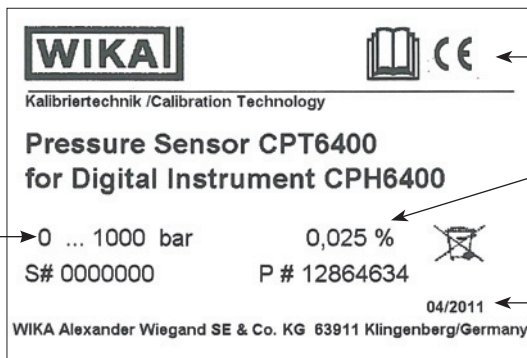 WIKA
CE
Kalibriertechnik /Calibration Technology
Pressure Sensor CPT6400
for Digital Instrument CPH6400
0 ... 1000 bar 0,025 %
S# 0000000 P # 12864634
04/2011
WIKA Alexander Wiegand SE & Co. KG 63911 Klingenberg/Germany